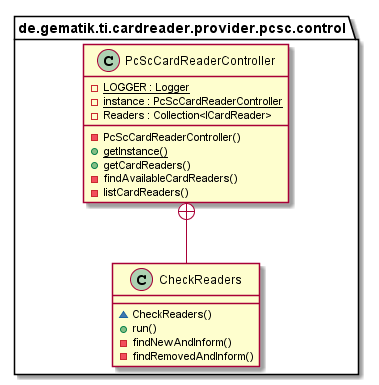 de.gematik.ti.cardreader.provider.pcsc.control
C PcScCardReaderController
LOGGER : Logger
instance : PcScCardReaderController
Readers : Collection<ICardReader>
PcScCardReaderController()
getInstance()
getCardReaders()
findAvailableCardReaders()
listCardReaders()
C CheckReaders
CheckReaders()
run()
findNewAndInform()
findRemovedAndInform()